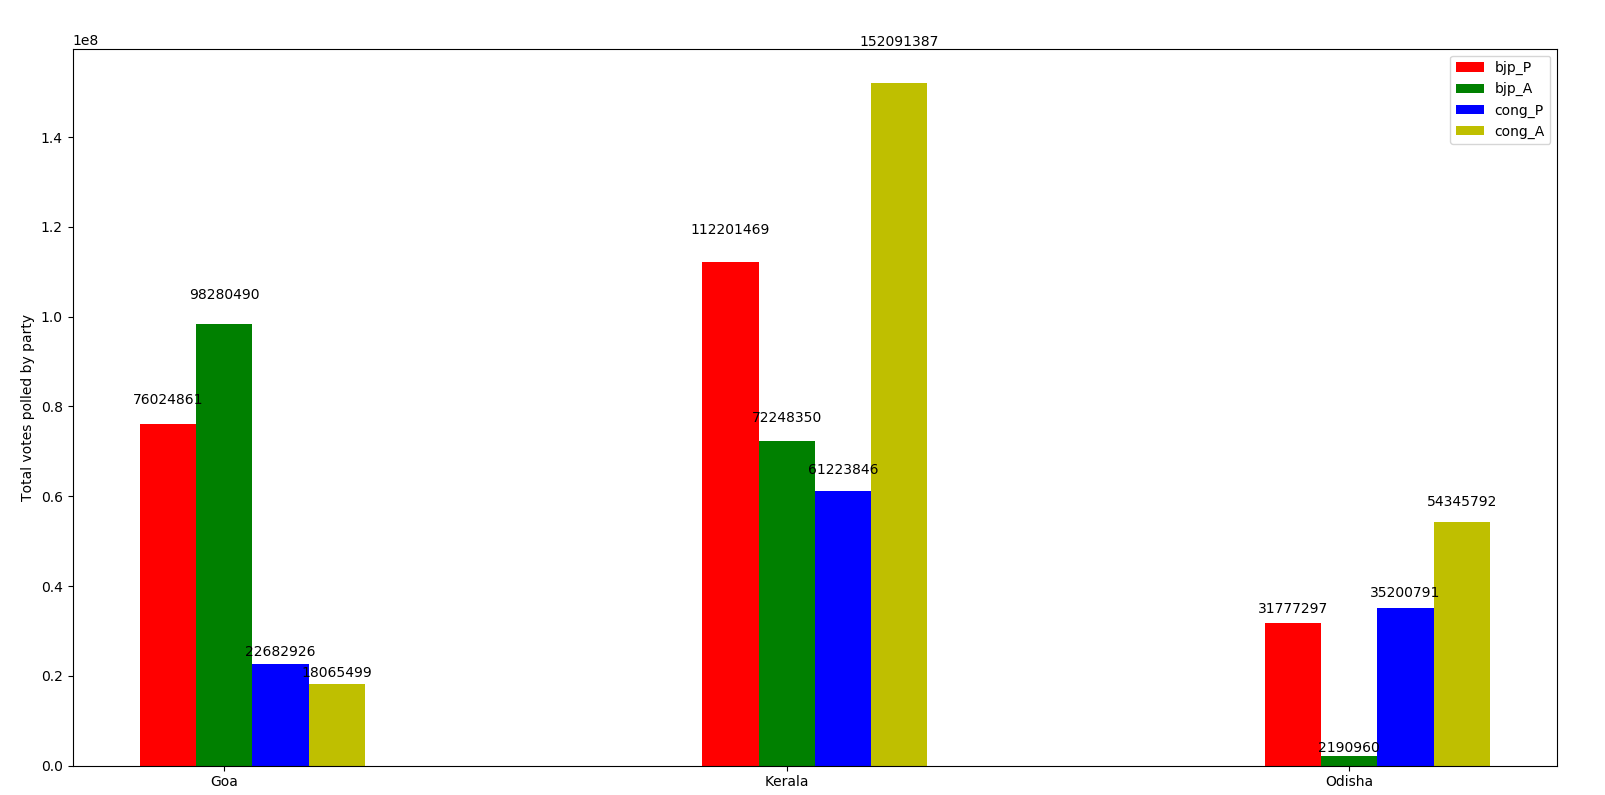 1e8
152091387
bjp_P
bjp_A
cong_P
cong_A
1.4
1.2
1.0
0.8
0.6
0.4
0.2
0.0
Total votes polled by party
112201469
98280490
76024861
72248350
61223846
54345792
35200791
31777297
22682926
18065499
2190960
Goa
Kerala
Odisha